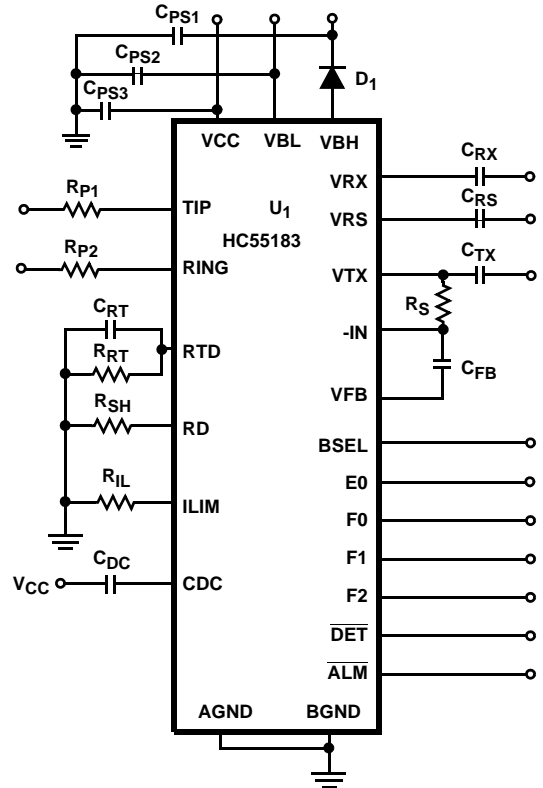 CPS1
CPS2
CPS3
D1
VCC VBL VBH
RP1
TIP
U1
HC55183
VRX
CRX
VRS
CRS
RP2
RING
VTX
CTX
RS
CRT
RTD
RRT
-IN
CFB
VFB
RSH
RD
BSEL
E0
RIL
ILIM
F0
F1
CDC
VCC
CDC
F2
DET
ALM
AGND BGND